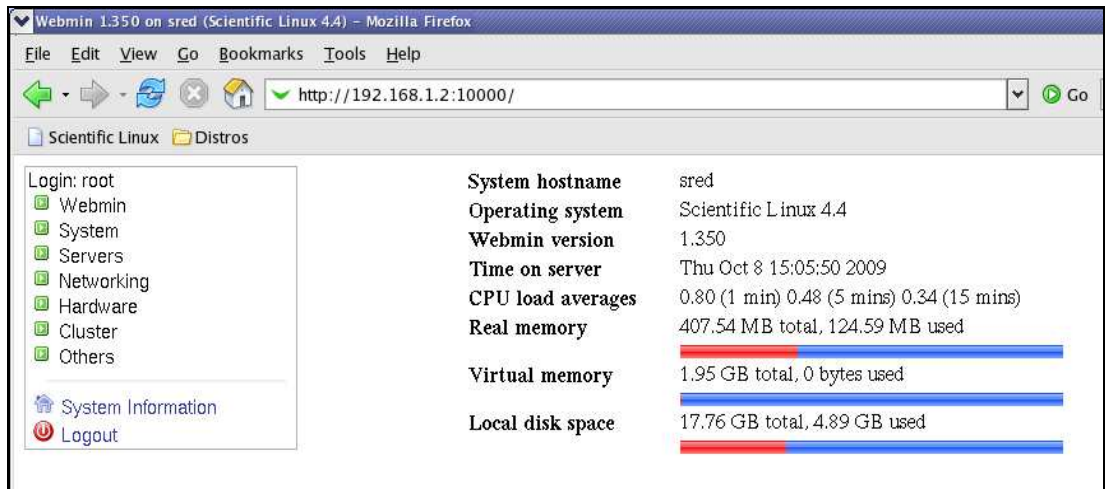 Webmin 1.350 on sred (Scientific Linux 4.4) - Mozilla Firefox
File Edit View Go Bookmarks Tools Help
http://192.168.1.2:10000/ Go
Scientific Linux Distros
Login: root
Webmin
System
Servers
Networking
Hardware
Cluster
Others
System Information
Logout
System hostname sred
Operating system Scientific Linux 4.4
Webmin version 1.350
Time on server Thu Oct 8 15:05:50 2009
CPU load averages 0.80 (1 min) 0.48 (5 mins) 0.34 (15 mins)
Real memory 407.54 MB total, 124.59 MB used
Virtual memory 1.95 GB total, 0 bytes used
Local disk space 17.76 GB total, 4.89 GB used